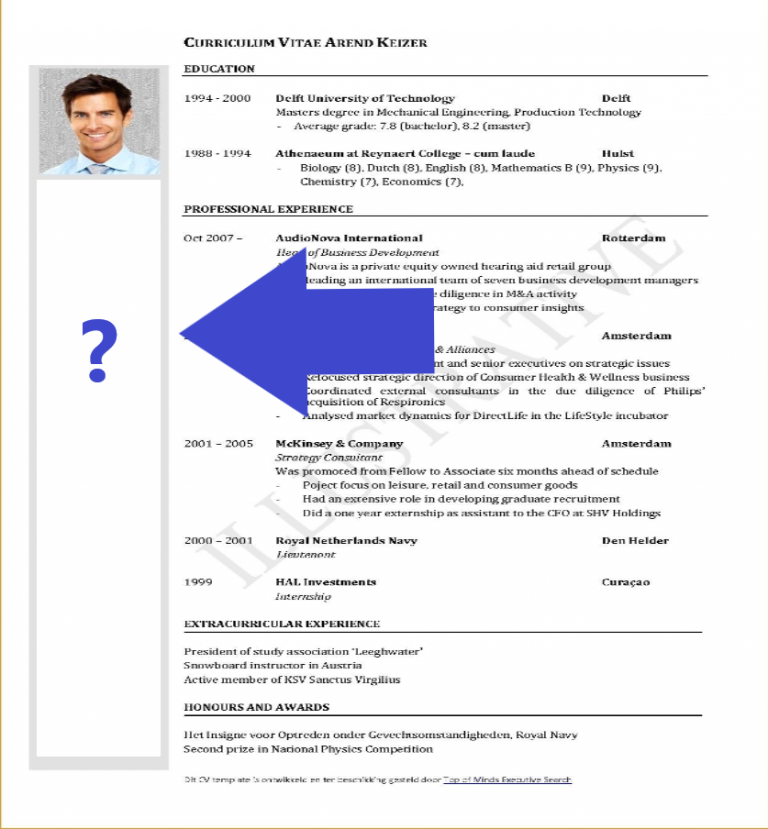 CURRICULUM VITAE AREND KEIZER
EDUCATION
1994 - 2000 Delft University of Technology Delft
Masters degree in Mechanical Engineering, Production Technology
- Average grade: 7.8 (bachelor), 8.2 (master)
1988 - 1994 Athenaeum at Reynaert College – cum laude Hulst
- Biology (8), Dutch (8), English (8), Mathematics B (9), Physics (9),
Chemistry (7), Economics (7),
PROFESSIONAL EXPERIENCE
Oct 2007 – AudioNova International Rotterdam
Head of Business Development
Nova is a private equity owned hearing aid retail group
leading an international team of seven business development managers
e diligence in M&A activity
rategy to consumer insights
Amsterdam
& Alliances
nt and senior executives on strategic issues
Refocused strategic direction of Consumer Health & Wellness business
Coordinated external consultants in the due diligence of Philips'
acquisition of Respironics
- Analysed market dynamics for DirectLife in the LifeStyle incubator
2001 – 2005 McKinsey & Company Amsterdam
Strategy Consultant
Was promoted from Fellow to Associate six months ahead of schedule
- Poject focus on leisure, retail and consumer goods
- Had an extensive role in developing graduate recruitment
- Did a one year externship as assistant to the CFO at SHV Holdings
2000 – 2001 Royal Netherlands Navy Den Helder
Lieutenant
1999 HAL Investments Curaçao
Internship
EXTRACURRICULAR EXPERIENCE
President of study association 'Leeghwater'
Snowboard instructor in Austria
Active member of KSV Sanctus Virgilius
HONOURS AND AWARDS
Het Insigne voor Optreden onder Gevechtsomstandigheden, Royal Navy
Second prize in National Physics Competition
Dit CV template is ontwikkeld en ter beschikking gesteld door Top of Minds Executive Search
?
ILLUSTRATIVE